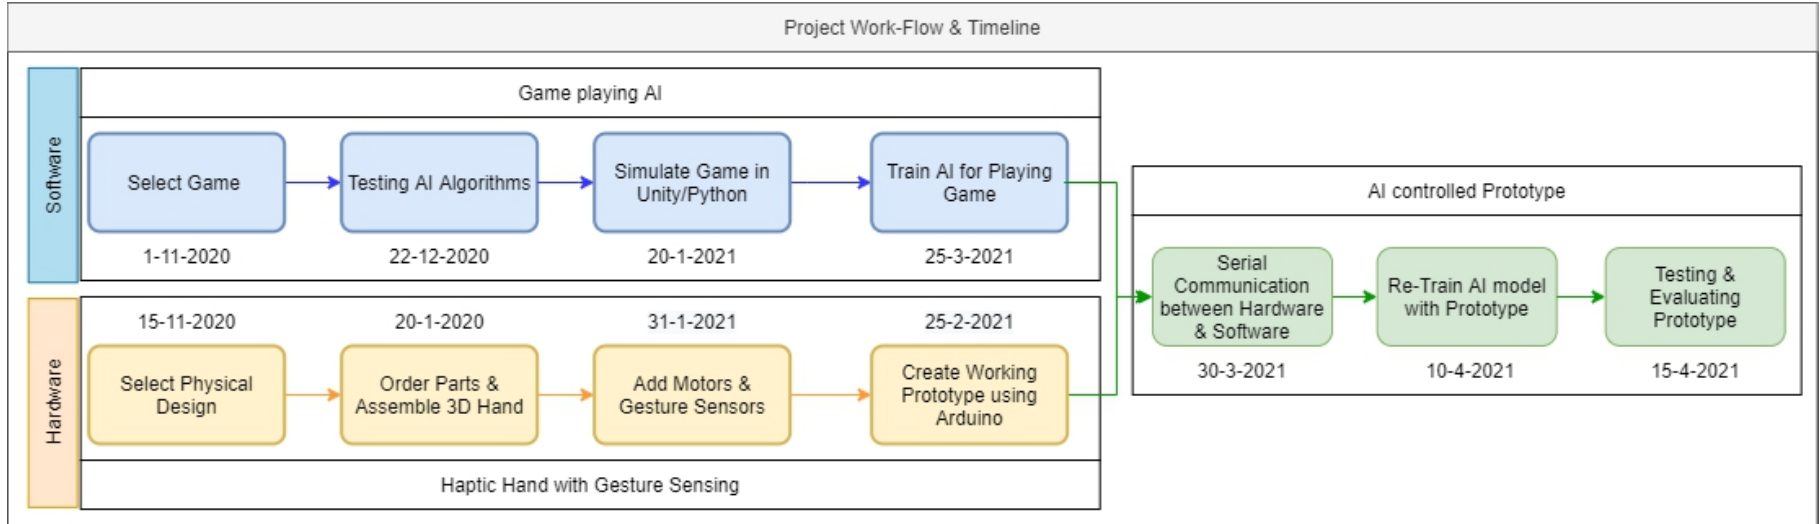 Project Work-Flow & Timeline
Software
Game playing AI
Select Game
Testing AI Algorithms
Simulate Game in
Unity/Python
Train AI for Playing
Game
1-11-2020
22-12-2020
20-1-2021
25-3-2021
Hardware
15-11-2020
20-1-2020
31-1-2021
25-2-2021
Select Physical
Design
Order Parts &
Assemble 3D Hand
Add Motors &
Gesture Sensors
Create Working
Prototype using
Arduino
Haptic Hand with Gesture Sensing
AI controlled Prototype
Serial
Communication
between Hardware
& Software
Re-Train AI model
with Prototype
Testing &
Evaluating
Prototype
30-3-2021
10-4-2021
15-4-2021